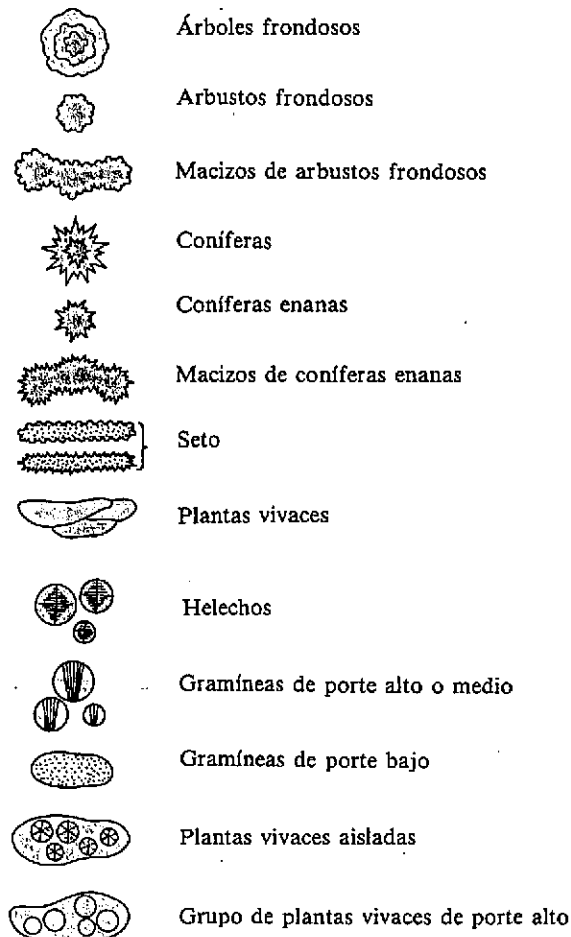 Árboles frondosos
Arbustos frondosos
Macizos de arbustos frondosos
Coníferas
Coníferas enanas
Macizos de coníferas enanas
Seto
Plantas vivaces
Helechos
Gramíneas de porte alto o medio
Gramíneas de porte bajo
Plantas vivaces aisladas
Grupo de plantas vivaces de porte alto